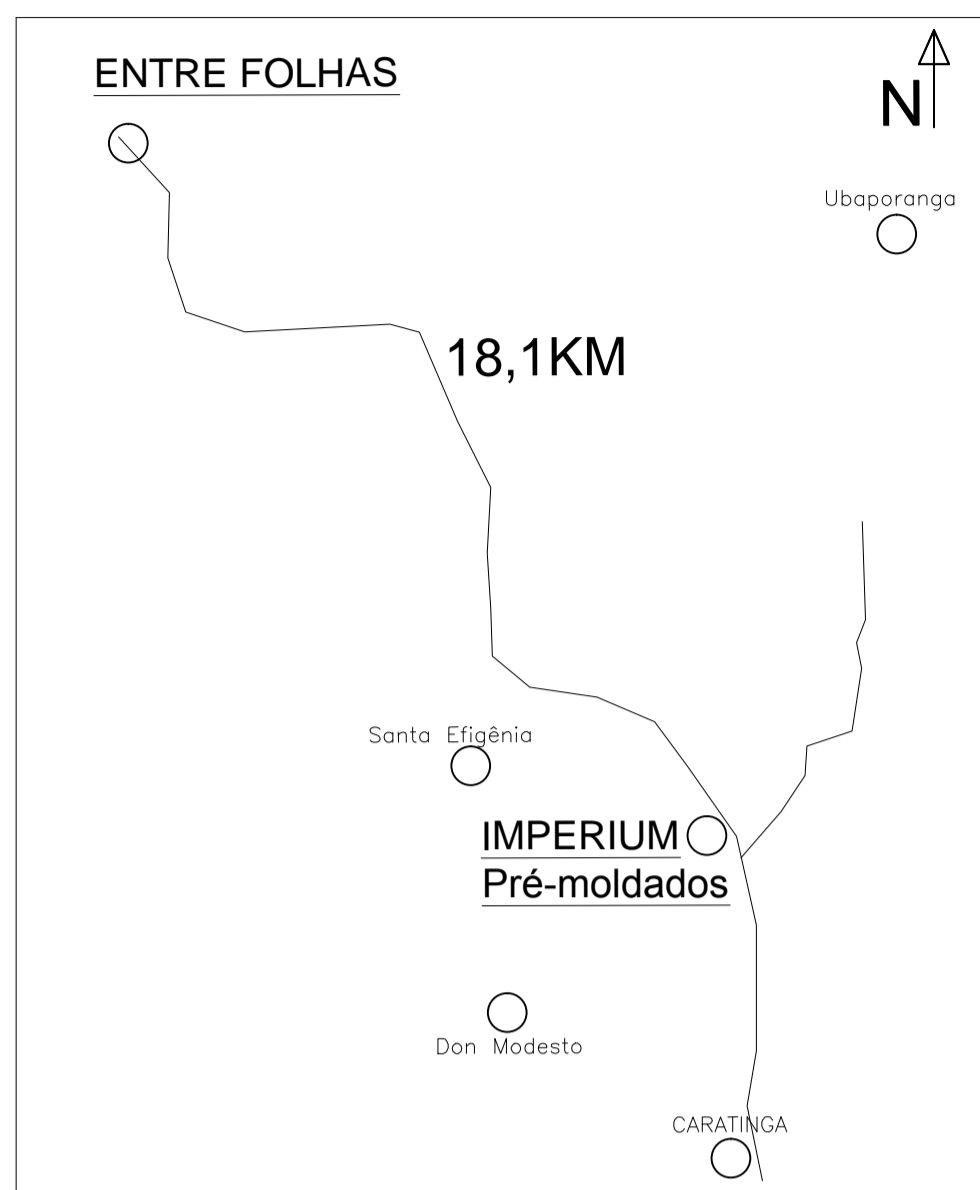 ENTRE FOLHAS
N
Ubaporanga
18,1KM
Santa Efigênia
IMPERIUM
Pré-moldados
Don Modesto
CARATINGA